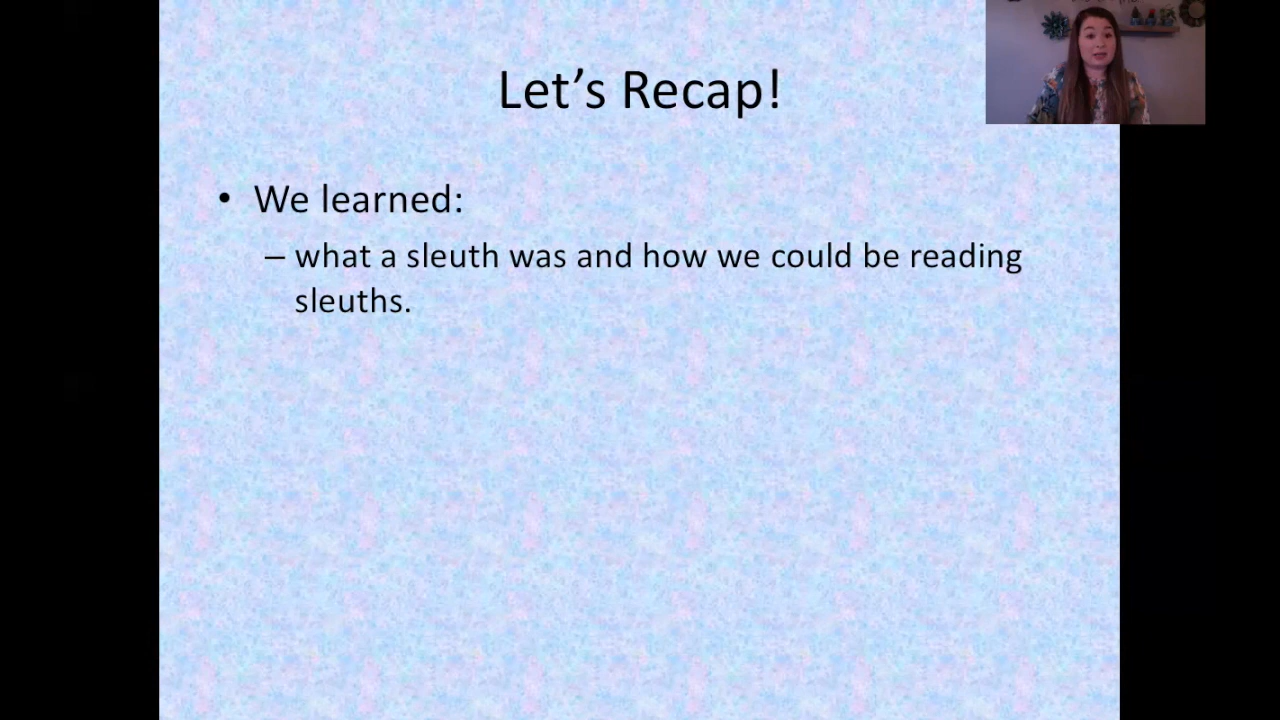 Let’s Recap!
• We learned:
– what a sleuth was and how we could be reading
sleuths.